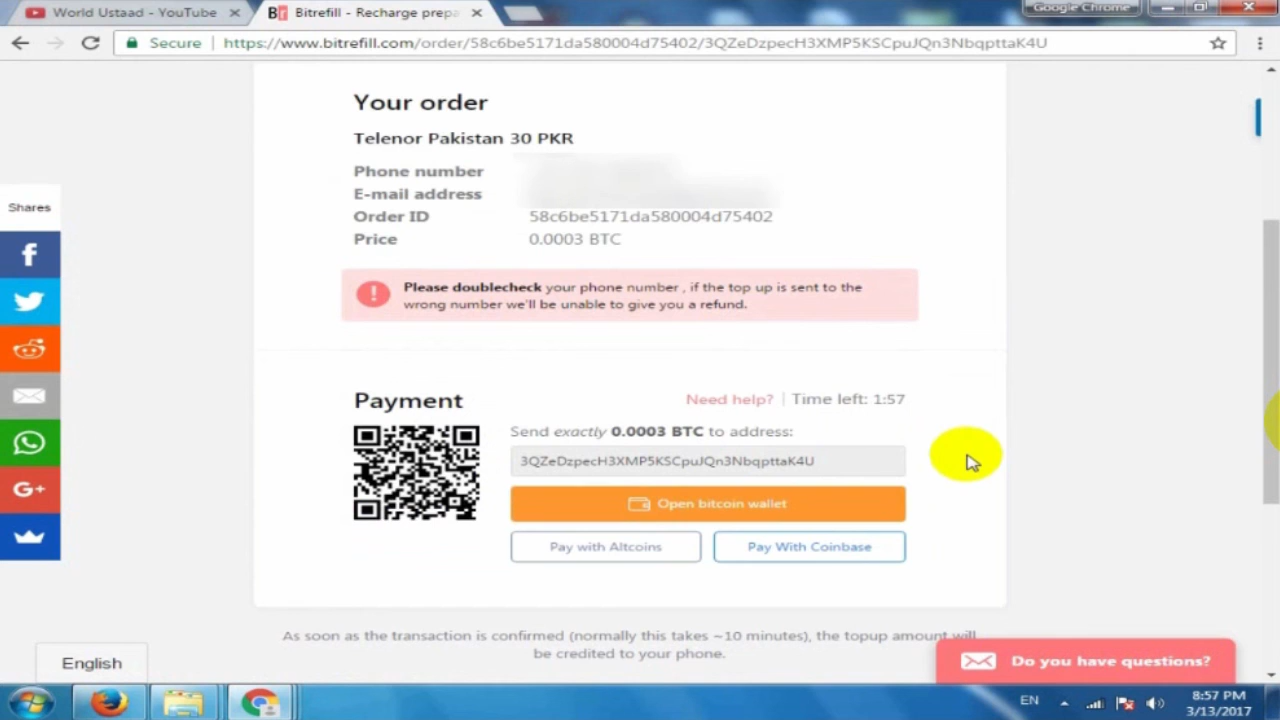 World Ustaad - YouTube
Bitrefill - Recharge prepa
Google Chrome
Secure
https://www.bitrefill.com/order/58c6be5171da580004d75402/3QZeDzpecH3XMP5KSCpuJQn3NbqpttaK4U
Your order
Telenor Pakistan 30 PKR
Phone number
E-mail address
Order ID 58c6be5171da580004d75402
Price 0.0003 BTC
Shares
Please doublecheck your phone number , if the top up is sent to the
wrong number we'll be unable to give you a refund.
Payment
Need help? | Time left: 1:57
Send exactly 0.0003 BTC to address:
3QZeDzpecH3XMP5KSCpuJQn3NbqpttaK4U
Open bitcoin wallet
Pay with Altcoins
Pay With Coinbase
As soon as the transaction is confirmed (normally this takes ~10 minutes), the topup amount will
be credited to your phone.
English
Do you have questions?
EN
8:57 PM
3/13/2017